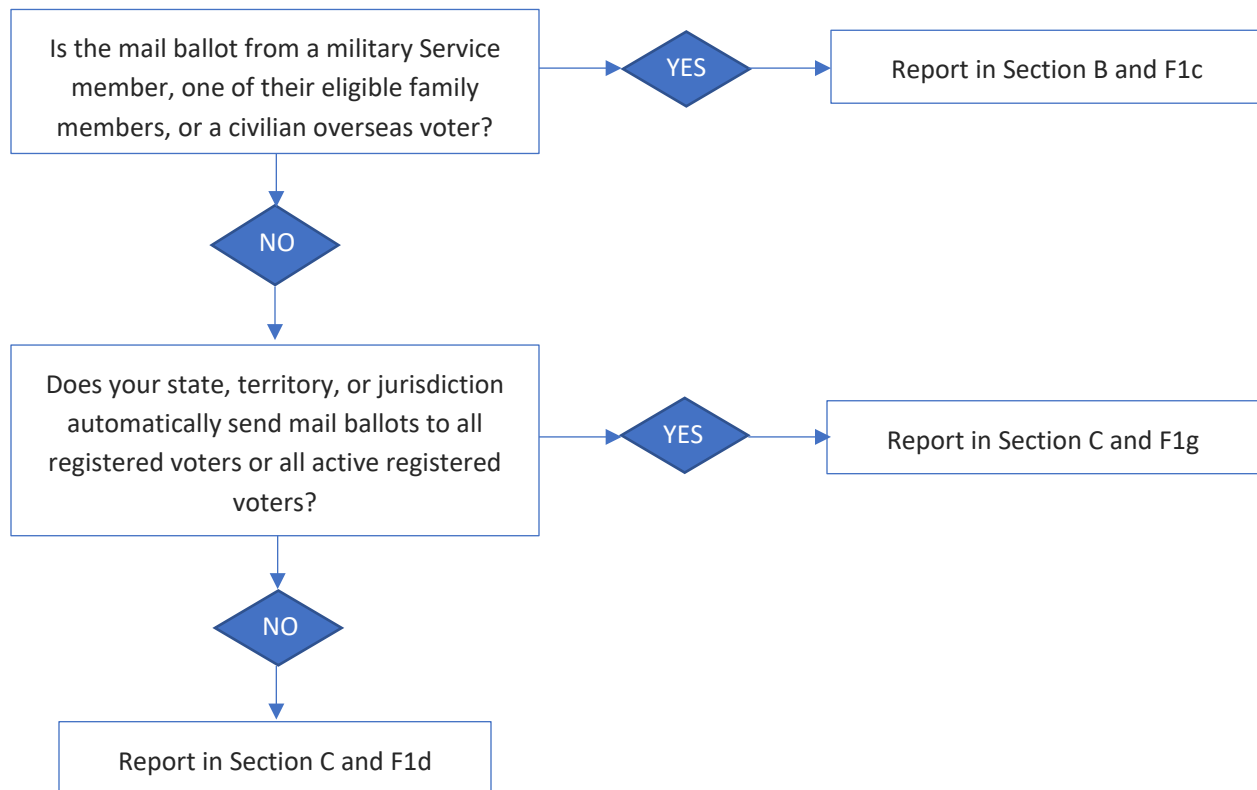 Is the mail ballot from a military Service
member, one of their eligible family
members, or a civilian overseas voter?
YES
Report in Section B and F1c
NO
Does your state, territory, or jurisdiction
automatically send mail ballots to all
registered voters or all active registered
voters?
YES
Report in Section C and F1g
NO
Report in Section C and F1d